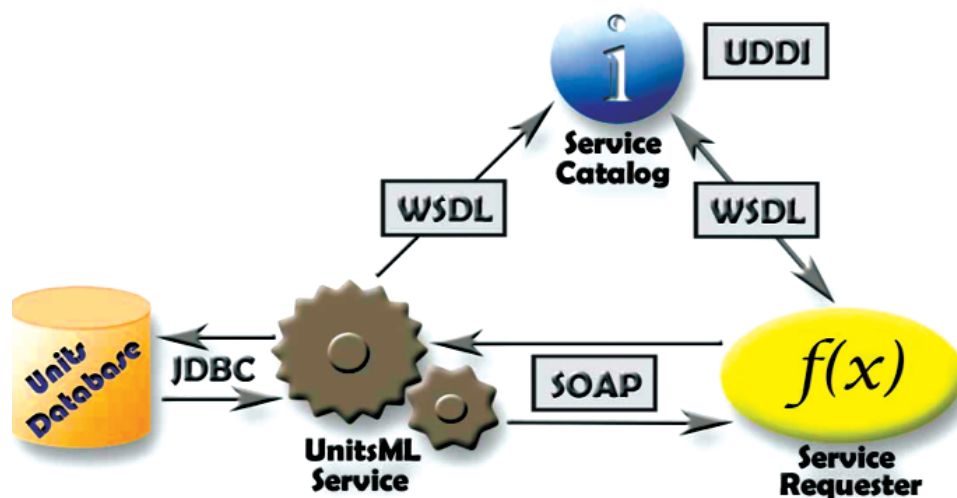 i
UDDI
Service
Catalog
WSDL
WSDL
Units
Database
JDBC
SOAP
f(x)
UnitsML
Service
Service
Requester